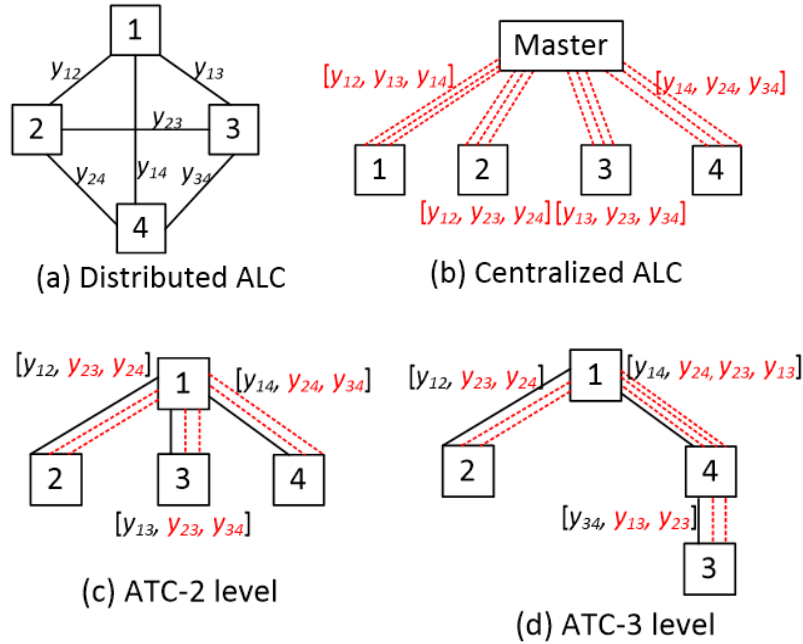 1
y12
y13
2
y23
3
y24
y14
y34
4
(a) Distributed ALC
Master
[y12, y13, y14]
[y14, y24, y34]
1
2
3
4
[y12, y23, y24]
[y13, y23, y34]
(b) Centralized ALC
[y12, y23, y24]
1
[y14, y24, y34]
2
3
4
[y13, y23, y34]
(c) ATC-2 level
[y12, y23, y24]
1
[y14, y24, y23, y13]
2
4
[y34, y13, y23]
3
(d) ATC-3 level